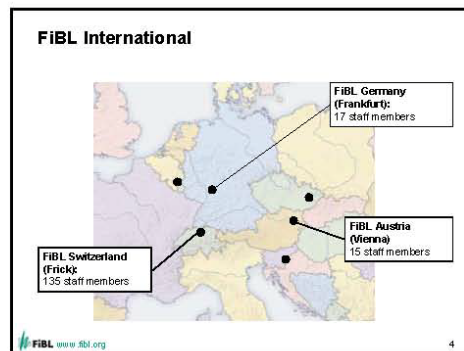 FiBL International
FiBL Germany
(Frankfurt):
17 staff members
FiBL Austria
(Vienna)
15 staff members
FiBL Switzerland
(Frick):
135 staff members
FiBL www.fibl.org
4